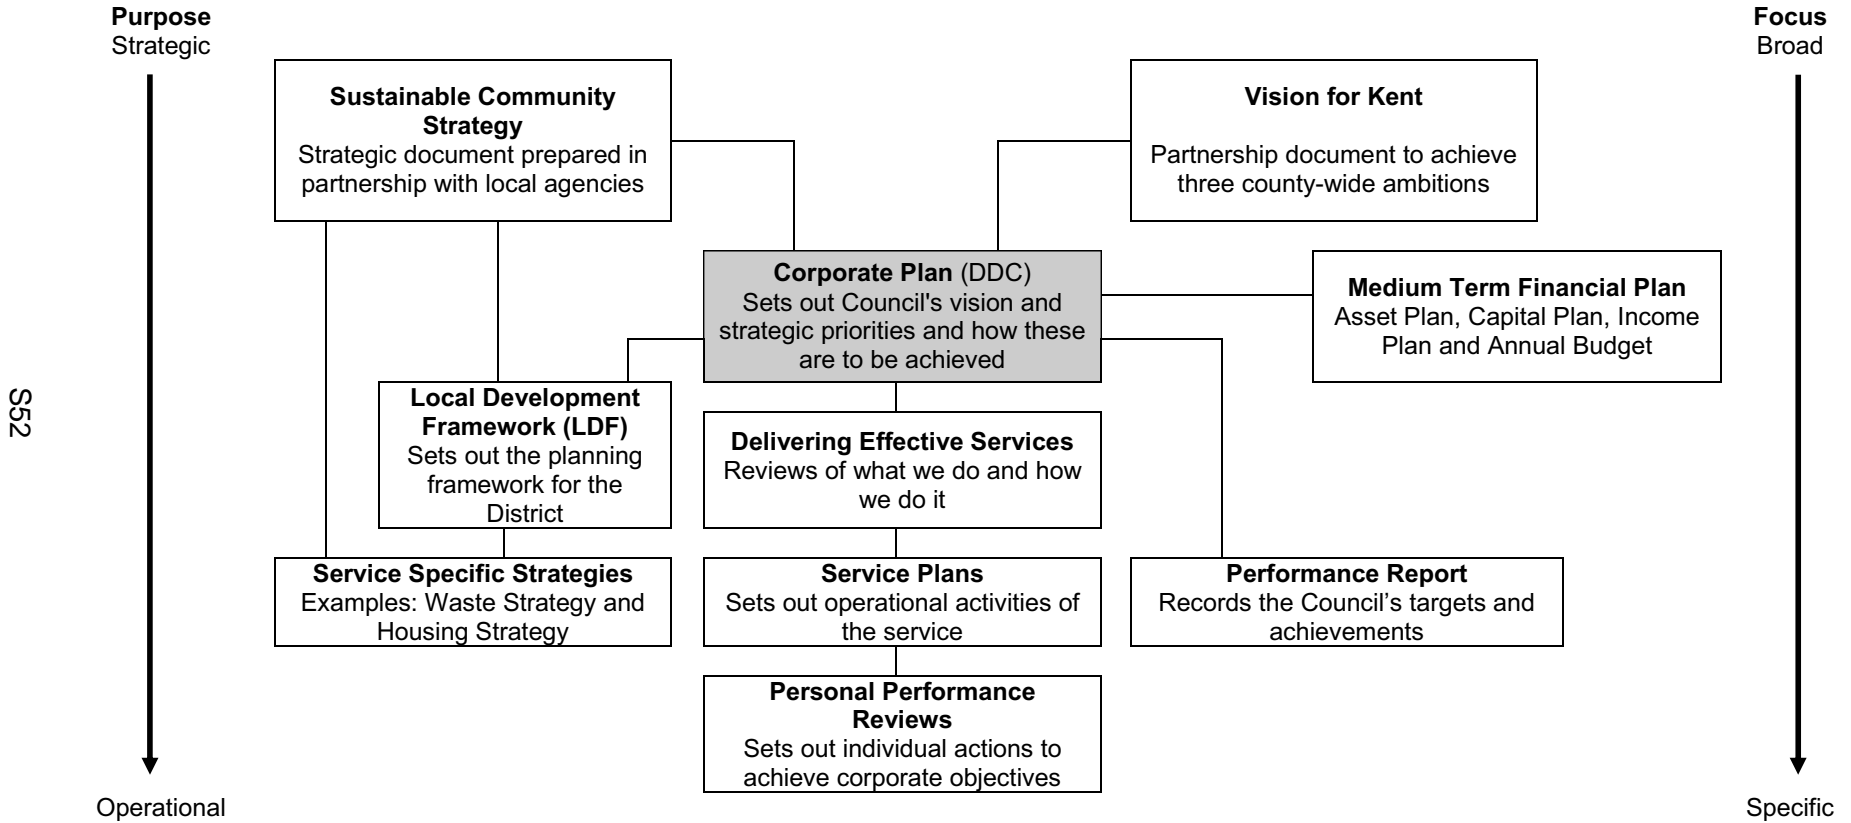 Purpose
Strategic
Focus
Broad
Sustainable Community
Strategy
Strategic document prepared in
partnership with local agencies
Vision for Kent
Partnership document to achieve
three county-wide ambitions
Corporate Plan (DDC)
Sets out Council's vision and
strategic priorities and how these
are to be achieved
Medium Term Financial Plan
Asset Plan, Capital Plan, Income
Plan and Annual Budget
Local Development
Framework (LDF)
Sets out the planning
framework for the
District
Delivering Effective Services
Reviews of what we do and how
we do it
Service Specific Strategies
Examples: Waste Strategy and
Housing Strategy
Service Plans
Sets out operational activities of
the service
Performance Report
Records the Council’s targets and
achievements
Personal Performance
Reviews
Sets out individual actions to
achieve corporate objectives
Operational
Specific
S52